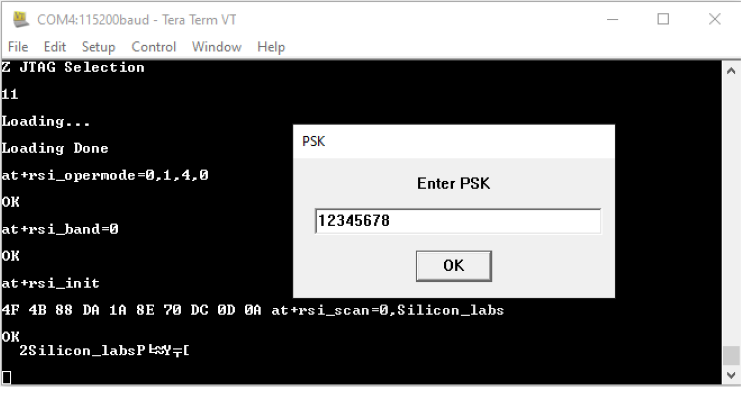 COM4:115200baud - Tera Term VT
File Edit Setup Control Window Help
Z JTAG Selection
11
Loading...
Loading Done
at+rsi_opermode=0,1,4,0
OK
at+rsi_band=0
OK
at+rsi_init
4F 4B 88 DA 1A 8E 70 DC 0D 0A at+rsi_scan=0,Silicon_labs
OK
2Silicon_labsP
PSK
Enter PSK
12345678
OK